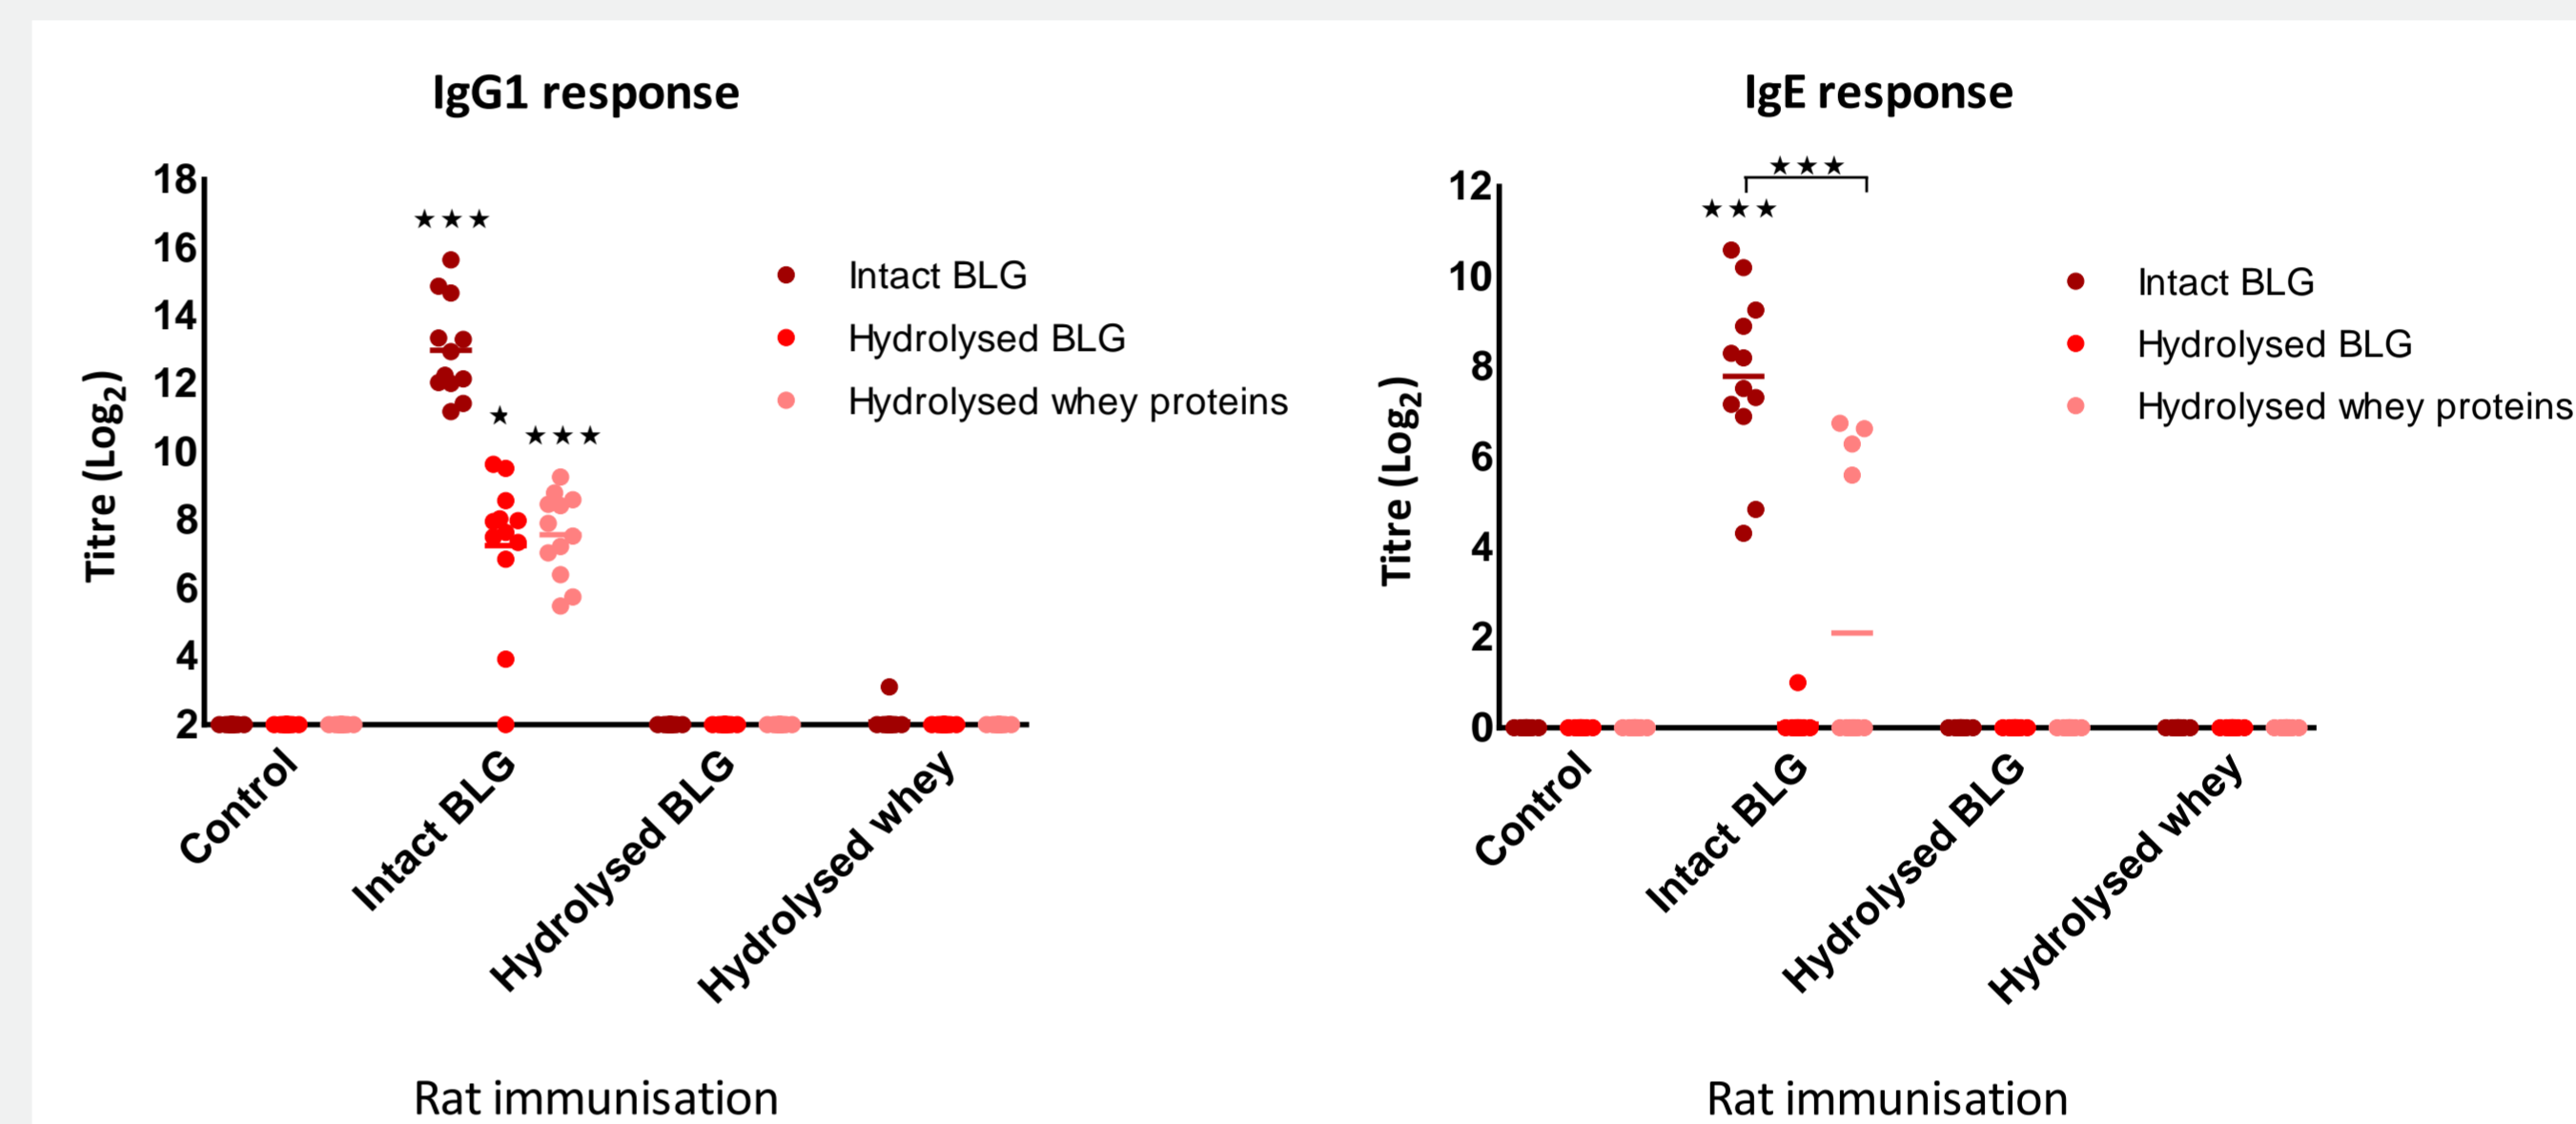 IgG1 response
18
16
14
12
10
8
6
4
2
Titre (Log2)
★★★
★
★★★
Intact BLG
Hydrolysed BLG
Hydrolysed whey proteins
Control
Intact BLG
Hydrolysed BLG
Hydrolysed whey
Rat immunisation
IgE response
12
10
8
6
4
2
0
Titre (Log2)
★★★
★★★
Intact BLG
Hydrolysed BLG
Hydrolysed whey proteins
Control
Intact BLG
Hydrolysed BLG
Hydrolysed whey
Rat immunisation